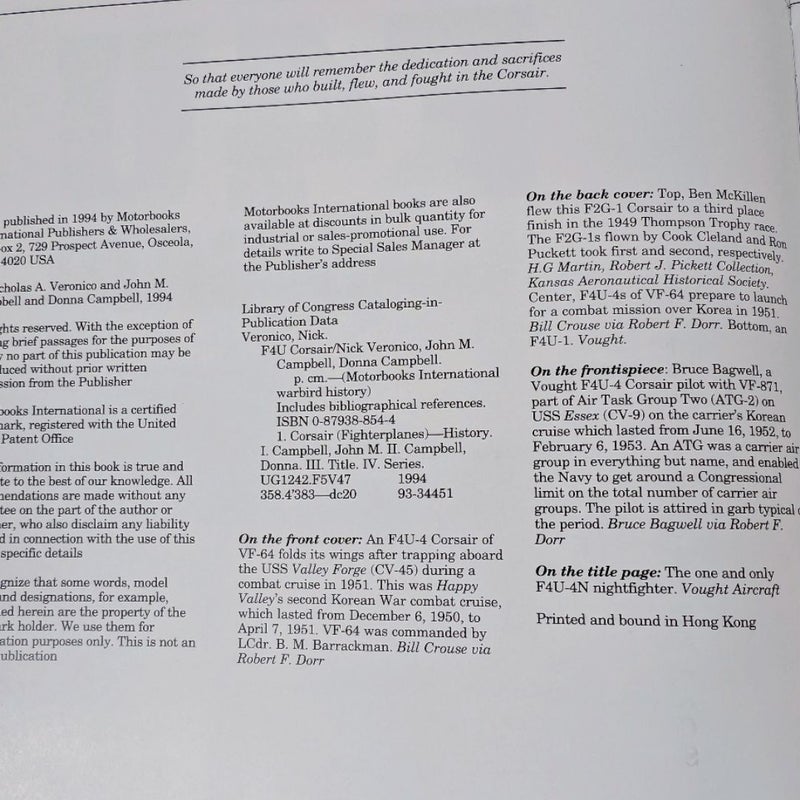 So that everyone will remember the dedication and sacrifices
made by those who built, flew, and fought in the Corsair.
published in 1994 by Motorbooks
national Publishers & Wholesalers,
ox 2, 729 Prospect Avenue, Osceola,
4020 USA
cholas A. Veronico and John M.
bell and Donna Campbell, 1994
ghts reserved. With the exception of
ng brief passages for the purposes of
no part of this publication may be
duced without prior written
ssion from the Publisher
books International is a certified
mark, registered with the United
Patent Office
formation in this book is true and
te to the best of our knowledge. All
mendations are made without any
tee on the part of the author or
her, who also disclaim any liability
d in connection with the use of this
specific details
gnize that some words, model
and designations, for example,
ed herein are the property of the
ark holder. We use them for
ation purposes only. This is not an
ublication
Motorbooks International books are also
available at discounts in bulk quantity for
industrial or sales-promotional use. For
details write to Special Sales Manager at
the Publisher's address
Library of Congress Cataloging-in-
Publication Data
Veronico, Nick.
F4U Corsair/Nick Veronico, John M.
Campbell, Donna Campbell.
p. cm.—(Motorbooks International
warbird history)
Includes bibliographical references.
ISBN 0-87938-854-4
1. Corsair (Fighterplanes)—History.
I. Campbell, John M. II. Campbell,
Donna. III. Title. IV. Series.
UG1242.F5V47 1994
358.4'383—dc20 93-34451
On the front cover: An F4U-4 Corsair of
VF-64 folds its wings after trapping aboard
the USS Valley Forge (CV-45) during a
combat cruise in 1951. This was Happy
Valley's second Korean War combat cruise,
which lasted from December 6, 1950, to
April 7, 1951. VF-64 was commanded by
LCdr. B. M. Barrackman. Bill Crouse via
Robert F. Dorr
On the back cover: Top, Ben McKillen
flew this F2G-1 Corsair to a third place
finish in the 1949 Thompson Trophy race.
The F2G-1s flown by Cook Cleland and Ron
Puckett took first and second, respectively.
H.G Martin, Robert J. Pickett Collection,
Kansas Aeronautical Historical Society.
Center, F4U-4s of VF-64 prepare to launch
for a combat mission over Korea in 1951.
Bill Crouse via Robert F. Dorr. Bottom, an
F4U-1. Vought.
On the frontispiece: Bruce Bagwell, a
Vought F4U-4 Corsair pilot with VF-871,
part of Air Task Group Two (ATG-2) on
USS Essex (CV-9) on the carrier's Korean
cruise which lasted from June 16, 1952, to
February 6, 1953. An ATG was a carrier air
group in everything but name, and enabled
the Navy to get around a Congressional
limit on the total number of carrier air
groups. The pilot is attired in garb typical o
the period. Bruce Bagwell via Robert F.
Dorr
On the title page: The one and only
F4U-4N nightfighter. Vought Aircraft
Printed and bound in Hong Kong